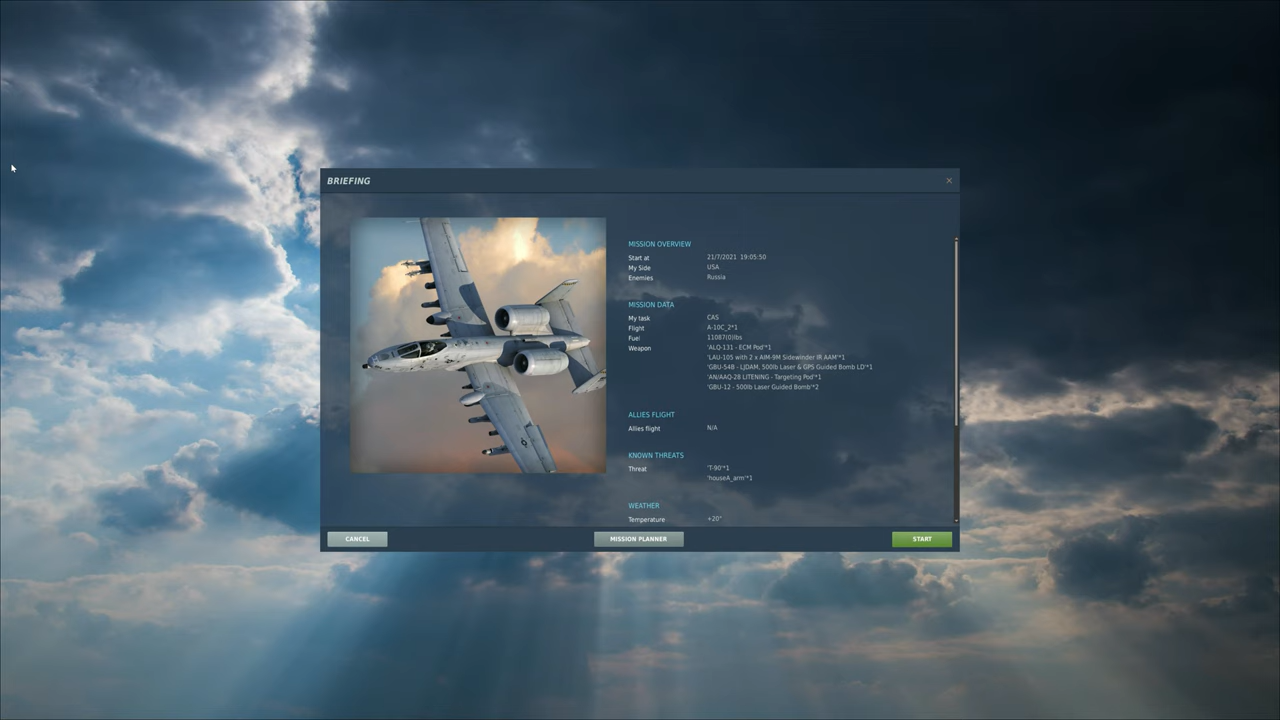 BRIEFING
MISSION OVERVIEW
Start at 21/7/2021 19:05:50
My Side USA
Enemies Russia
MISSION DATA
My task CAS
Flight A-10C_2*1
Fuel 11087(0)lbs
Weapon 'ALQ-131 - ECM Pod'*1
'LAU-105 with 2 x AIM-9M Sidewinder IR AAM'*1
'GBU-54B - LJDAM, 500lb Laser & GPS Guided Bomb LD'*1
'AN/AAQ-28 LITENING - Targeting Pod'*1
'GBU-12 - 500lb Laser Guided Bomb'*2
ALLIES FLIGHT
Allies flight N/A
KNOWN THREATS
Threat 'T-90'*1
'houseA_arm'*1
WEATHER
Temperature +20°
CANCEL MISSION PLANNER START